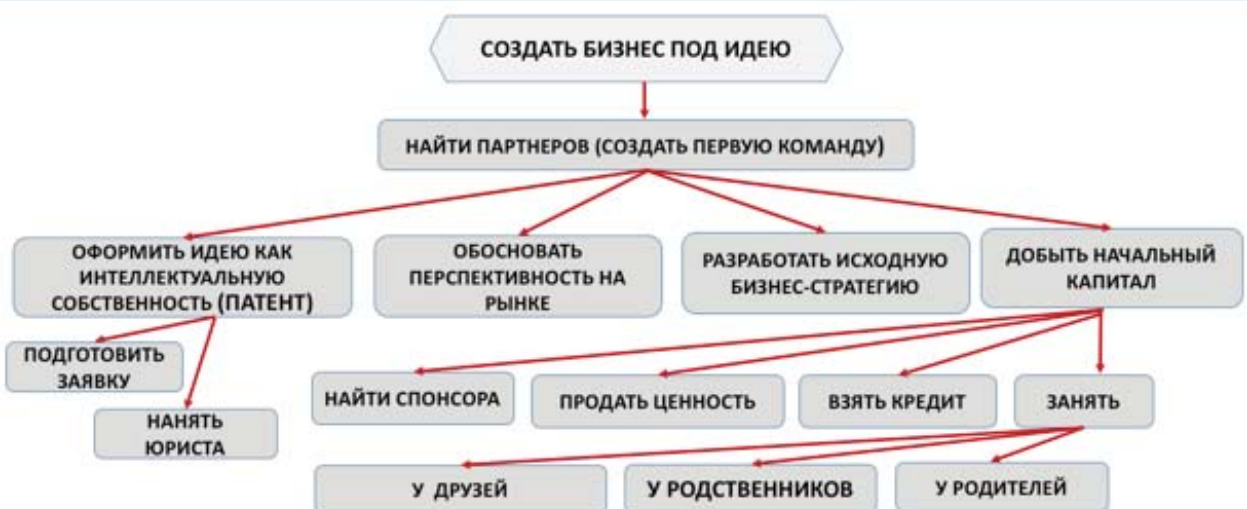 СОЗДАТЬ БИЗНЕС ПОД ИДЕЮ
НАЙТИ ПАРТНЕРОВ (СОЗДАТЬ ПЕРВУЮ КОМАНДУ)
ОФОРМИТЬ ИДЕЮ КАК
ИНТЕЛЛЕКТУАЛЬНУЮ
СОБСТВЕННОСТЬ (ПАТЕНТ)
ОБОСНОВАТЬ
ПЕРСПЕКТИВНОСТЬ НА
РЫНКЕ
РАЗРАБОТАТЬ ИСХОДНУЮ
БИЗНЕС-СТРАТЕГИЮ
ДОБЫТЬ НАЧАЛЬНЫЙ
КАПИТАЛ
ПОДГОТОВИТЬ
ЗАЯВКУ
НАНЯТЬ
ЮРИСТА
НАЙТИ СПОНСОРА
ПРОДАТЬ ЦЕННОСТЬ
ВЗЯТЬ КРЕДИТ
ЗАНЯТЬ
У ДРУЗЕЙ
У РОДСТВЕННИКОВ
У РОДИТЕЛЕЙ